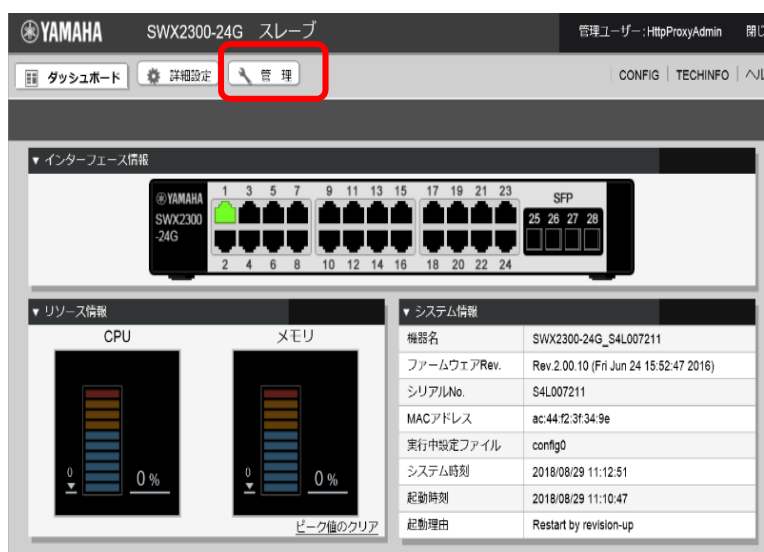 YAMAHA SWX2300-24G スレーブ 管理ユーザー：HttpProxyAdmin
ダッシュボード 詳細設定 管 理 CONFIG TECHINFO
▼ インターフェース情報
YAMAHA
SWX2300
-24G
1 3 5 7 9 11 13 15 17 19 21 23 SFP
25 26 27 28
2 4 6 8 10 12 14 16 18 20 22 24
▼ リソース情報
CPU メモリ
0 0 % 0 0 %
ピーク値のクリア
▼ システム情報
機器名 SWX2300-24G_S4L007211
ファームウェアRev. Rev.2.00.10 (Fri Jun 24 15:52:47 2016)
シリアルNo. S4L007211
MACアドレス ac:44:f2:3f:34:9e
実行中設定ファイル config0
システム時刻 2018/08/29 11:12:51
起動時刻 2018/08/29 11:10:47
起動理由 Restart by revision-up